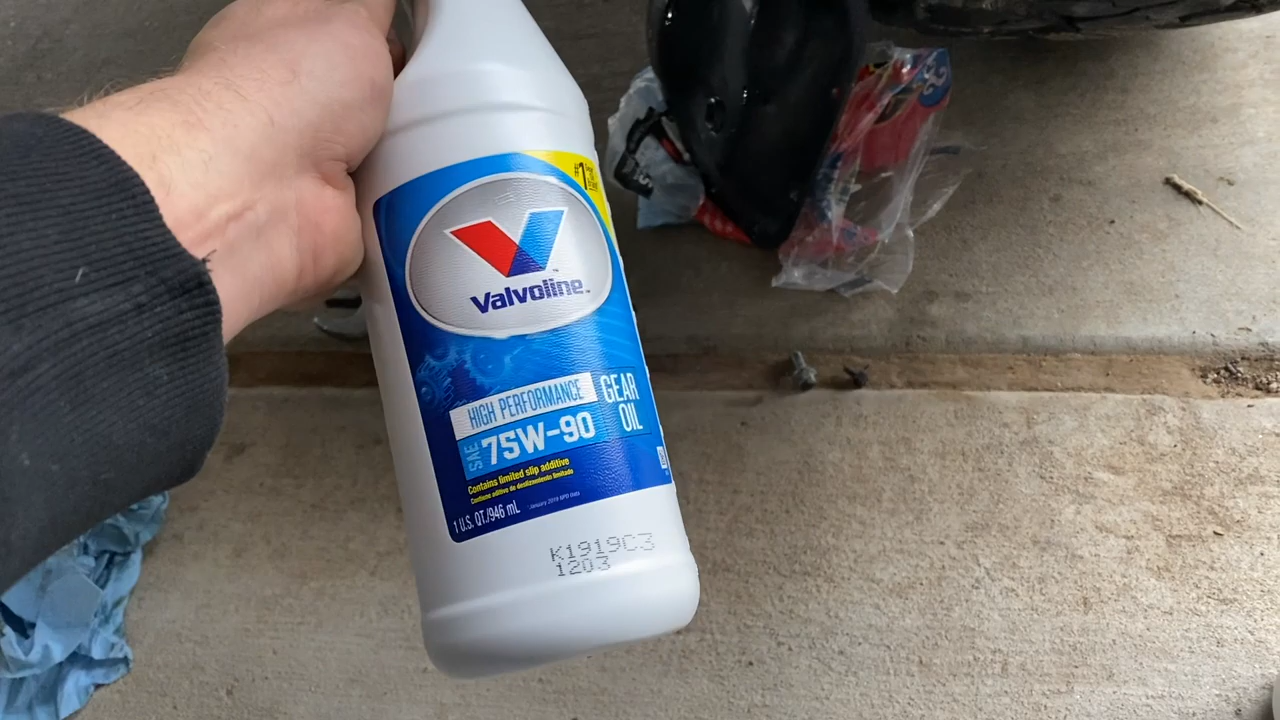 #1
Valvoline™
HIGH PERFORMANCE
GEAR
OIL
SAE 75W-90
Contains limited slip additive
Contiene aditivo de deslizamiento limitado
1 U.S. QT./946 mL
K1919C3
1203